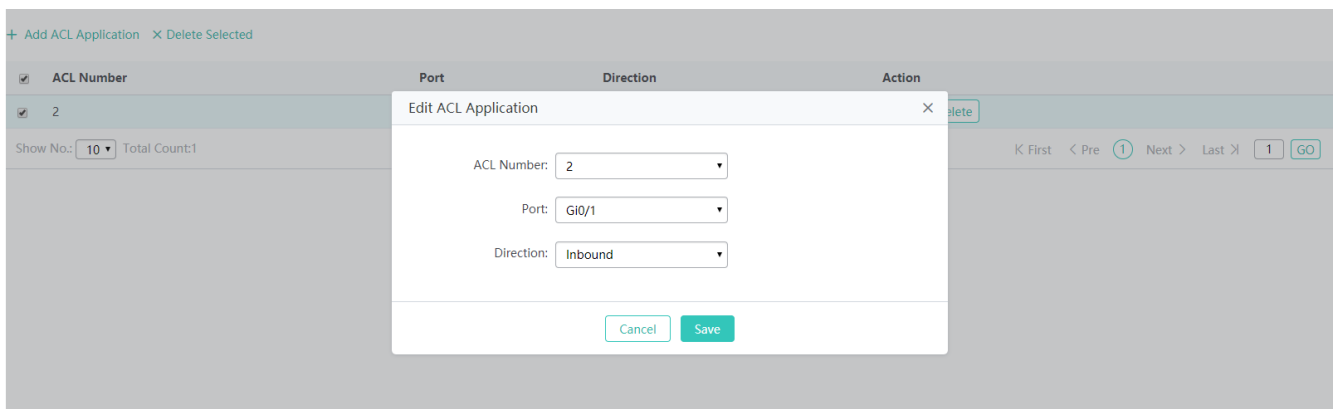 + Add ACL Application × Delete Selected
ACL Number Port Direction Action
2
Edit ACL Application ×
Show No.: 10 Total Count:1 First < Pre 1 Next > Last 1 GO
ACL Number: 2
Port: Gi0/1
Direction: Inbound
Cancel Save